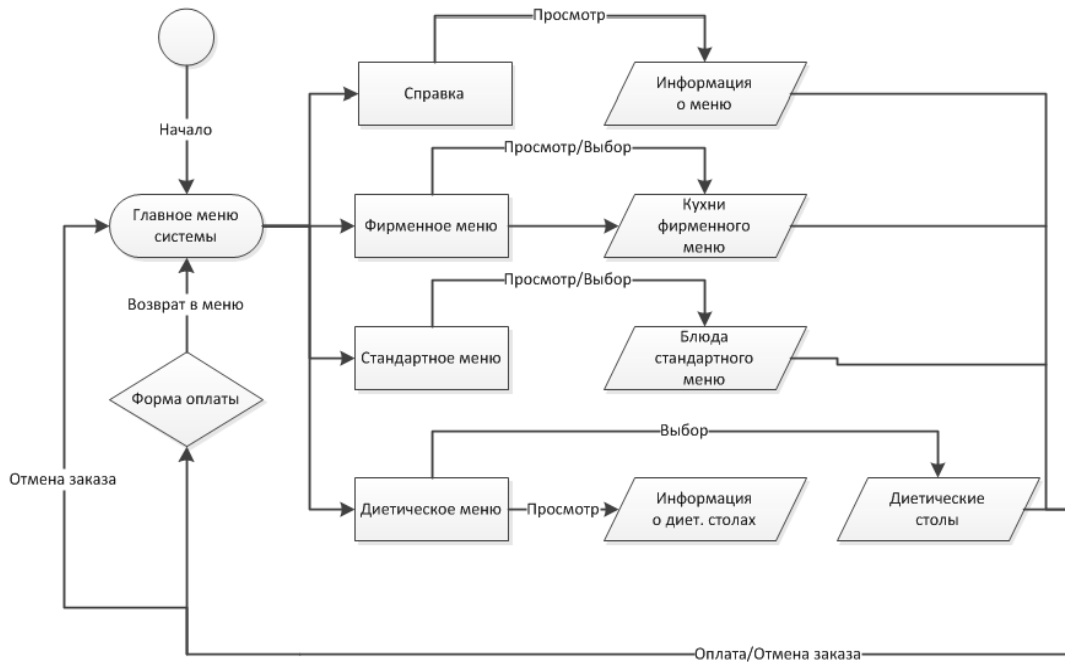 Просмотр
Справка
Информация
о меню
Начало
Просмотр/Выбор
Главное меню
системы
Фирменное меню
Кухни
фирменного
меню
Просмотр/Выбор
Возврат в меню
Стандартное меню
Блюда
стандартного
меню
Форма оплаты
Выбор
Отмена заказа
Диетическое меню
Просмотр
Информация
о диет. столах
Диетические
столы
Оплата/Отмена заказа